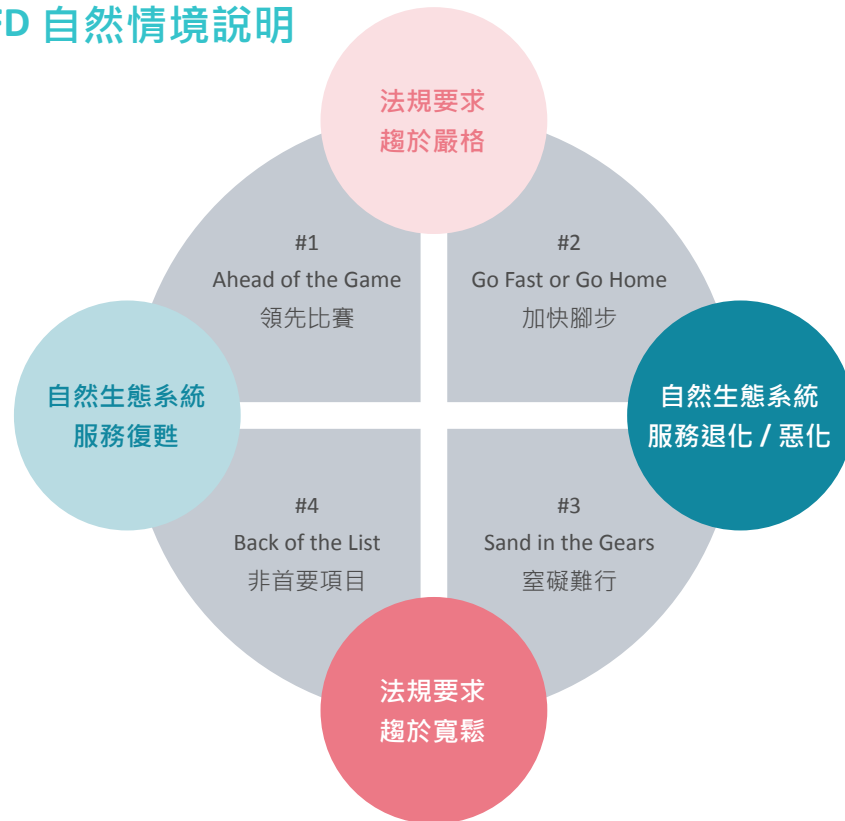 FD 自然情境說明
法規要求
趨於嚴格
#1
Ahead of the Game
領先比賽
#2
Go Fast or Go Home
加快腳步
自然生態系統
服務復甦
自然生態系統
服務退化 / 惡化
#4
Back of the List
非首要項目
#3
Sand in the Gears
窒礙難行
法規要求
趨於寬鬆